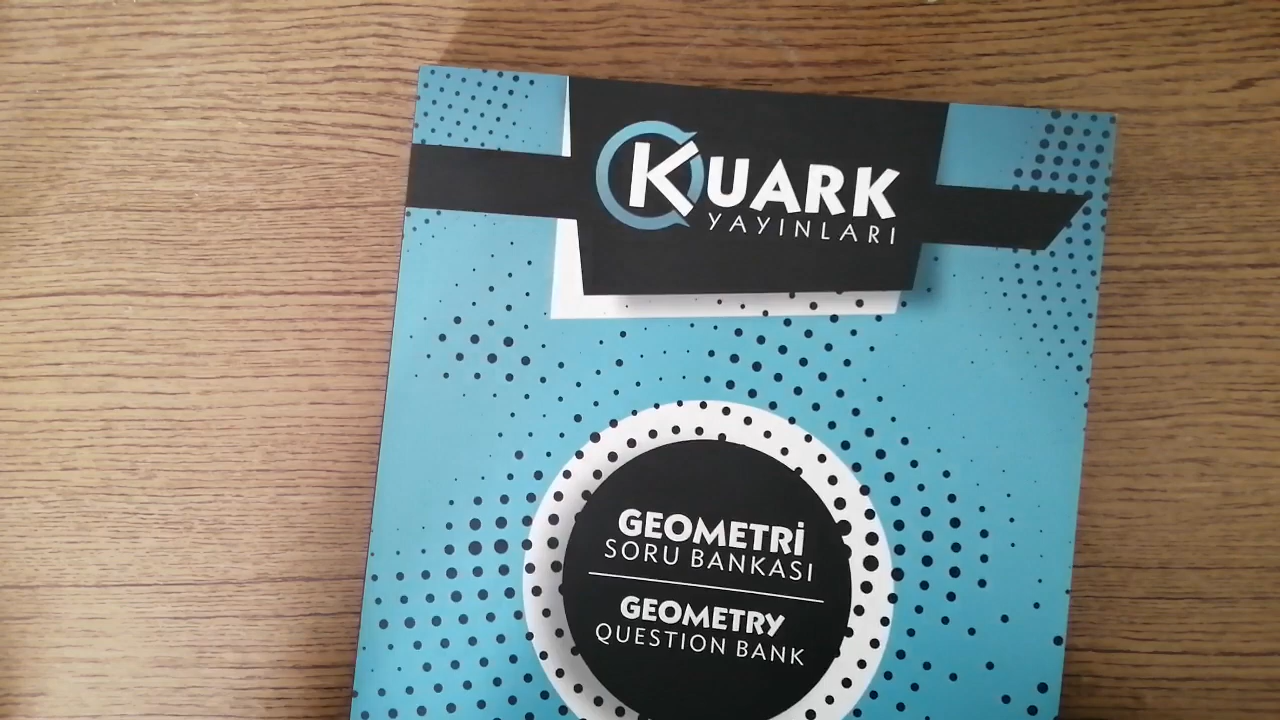 KUARK
YAYINLARI
GEOMETRİ
SORU BANKASI
GEOMETRY
QUESTION BANK